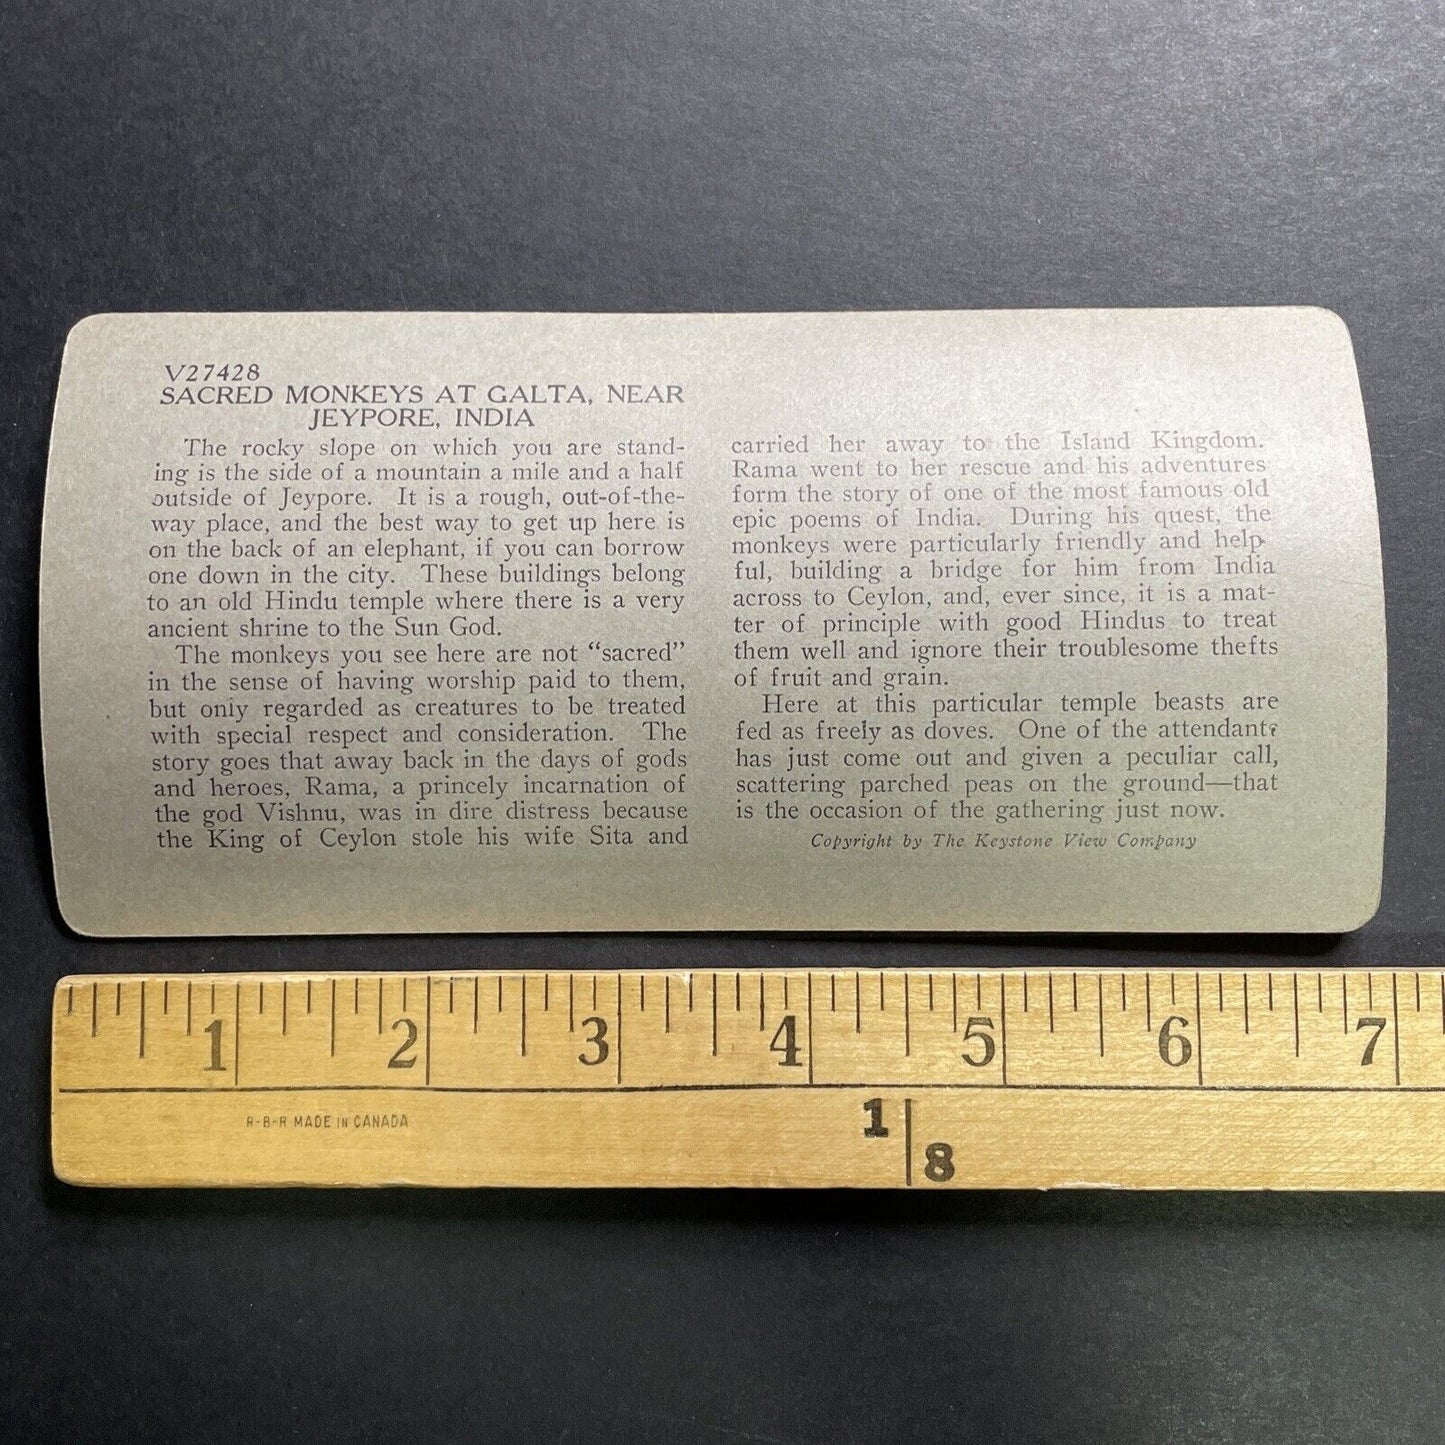 V27428
SACRED MONKEYS AT GALTA, NEAR
JEYPORE, INDIA
The rocky slope on which you are stand-
ing is the side of a mountain a mile and a half
outside of Jeypore. It is a rough, out-of-the-
way place, and the best way to get up here is
on the back of an elephant, if you can borrow
one down in the city. These buildings belong
to an old Hindu temple where there is a very
ancient shrine to the Sun God.
The monkeys you see here are not “sacred”
in the sense of having worship paid to them,
but only regarded as creatures to be treated
with special respect and consideration. The
story goes that away back in the days of gods
and heroes, Rama, a princely incarnation of
the god Vishnu, was in dire distress because
the King of Ceylon stole his wife Sita and
carried her away to the Island Kingdom.
Rama went to her rescue and his adventures
form the story of one of the most famous old
epic poems of India. During his quest, the
monkeys were particularly friendly and help-
ful, building a bridge for him from India
across to Ceylon, and, ever since, it is a mat-
ter of principle with good Hindus to treat
them well and ignore their troublesome thefts
of fruit and grain.
Here at this particular temple beasts are
fed as freely as doves. One of the attendants
has just come out and given a peculiar call,
scattering parched peas on the ground—that
is the occasion of the gathering just now.
Copyright by The Keystone View Company
1 2 3 4 5 6 7
R-B-R MADE IN CANADA
1
8